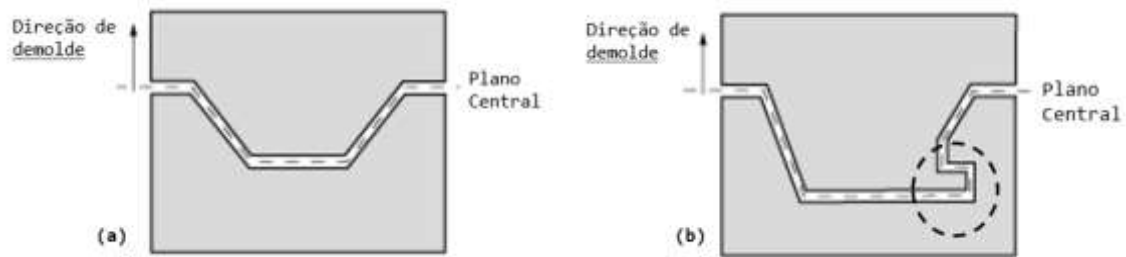 Direção de
demolde
Plano
Central
(a)
Direção de
demolde
Plano
Central
(b)